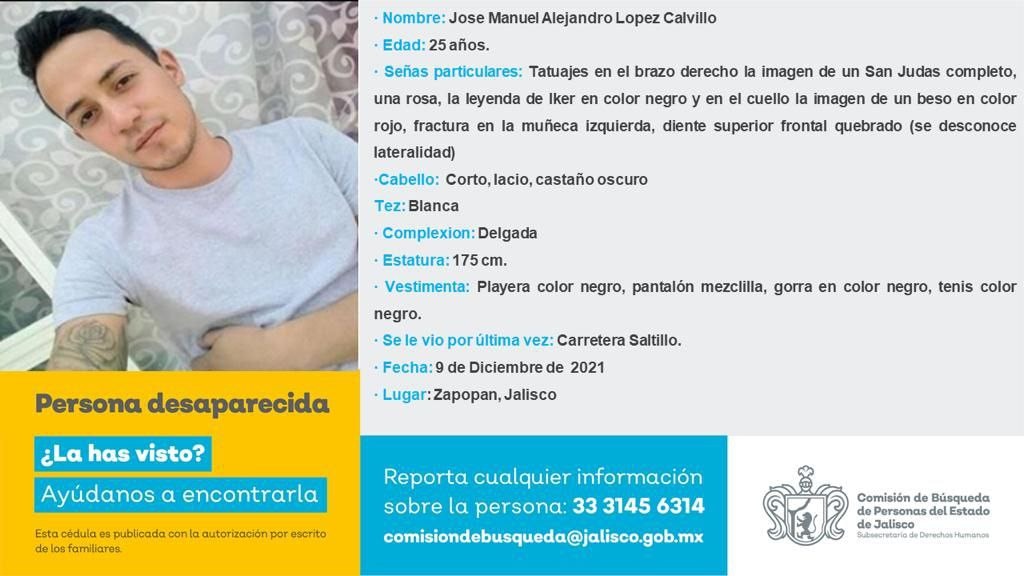 · Nombre: Jose Manuel Alejandro Lopez Calvillo
· Edad: 25 años.
· Señas particulares: Tatuajes en el brazo derecho la imagen de un San Judas completo,
una rosa, la leyenda de Iker en color negro y en el cuello la imagen de un beso en color
rojo, fractura en la muñeca izquierda, diente superior frontal quebrado (se desconoce
lateralidad)
·Cabello: Corto, lacio, castaño oscuro
Tez: Blanca
· Complexion: Delgada
· Estatura: 175 cm.
· Vestimenta: Playera color negro, pantalón mezclilla, gorra en color negro, tenis color
negro.
· Se le vio por última vez: Carretera Saltillo.
· Fecha: 9 de Diciembre de 2021
· Lugar: Zapopan, Jalisco
Persona desaparecida
¿La has visto?
Ayúdanos a encontrarla
Esta cédula es publicada con la autorización por escrito
de los familiares.
Reporta cualquier información
sobre la persona: 33 3145 6314
comisiondebusqueda@jalisco.gob.mx
Comisión de Búsqueda
de Personas del Estado
de Jalisco
Subsecretaría de Derechos Humanos